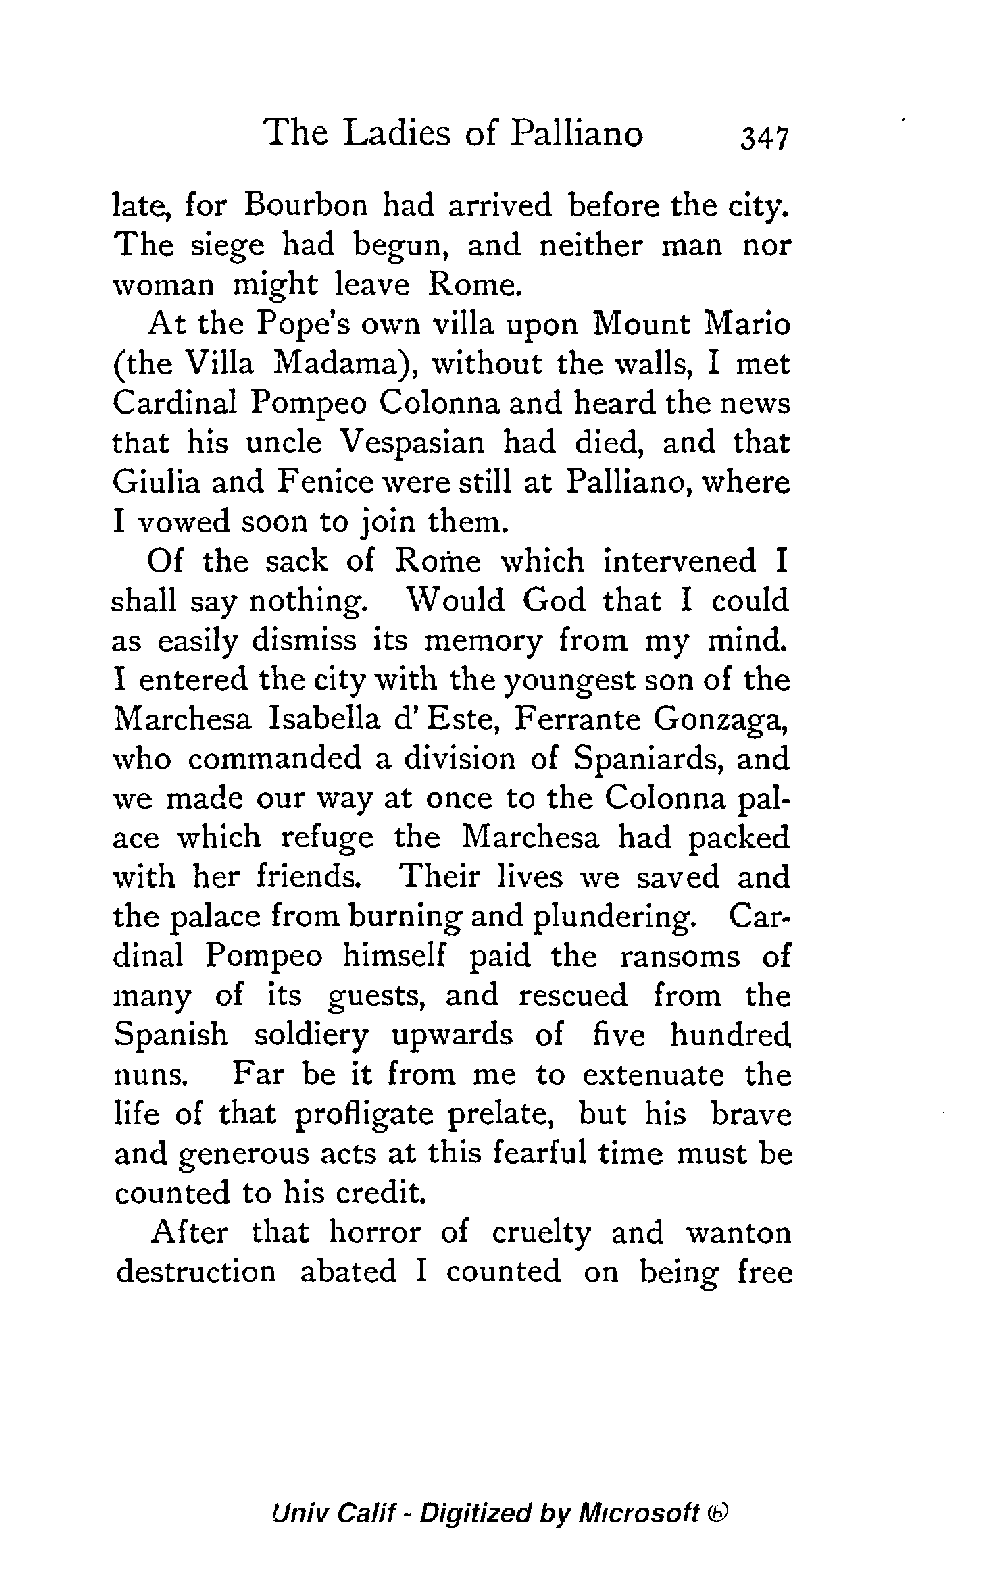 The Ladies of Palliano 347
late, for Bourbon had arrived before the city.
The siege had begun, and neither man nor
woman might leave Rome.
At the Pope's own villa upon Mount Mario
(the Villa Madama), without the walls, I met
Cardinal Pompeo Colonna and heard the news
that his uncle Vespasian had died, and that
Giulia and Fenice were still at Palliano, where
I vowed soon to join them.
Of the sack of Rome which intervened I
shall say nothing. Would God that I could
as easily dismiss its memory from my mind.
I entered the city with the youngest son of the
Marchesa Isabella d' Este, Ferrante Gonzaga,
who commanded a division of Spaniards, and
we made our way at once to the Colonna pal-
ace which refuge the Marchesa had packed
with her friends. Their lives we saved and
the palace from burning and plundering. Car-
dinal Pompeo himself paid the ransoms of
many of its guests, and rescued from the
Spanish soldiery upwards of five hundred
nuns. Far be it from me to extenuate the
life of that profligate prelate, but his brave
and generous acts at this fearful time must be
counted to his credit.
After that horror of cruelty and wanton
destruction abated I counted on being free
Univ Calif - Digitized by Microsoft ®